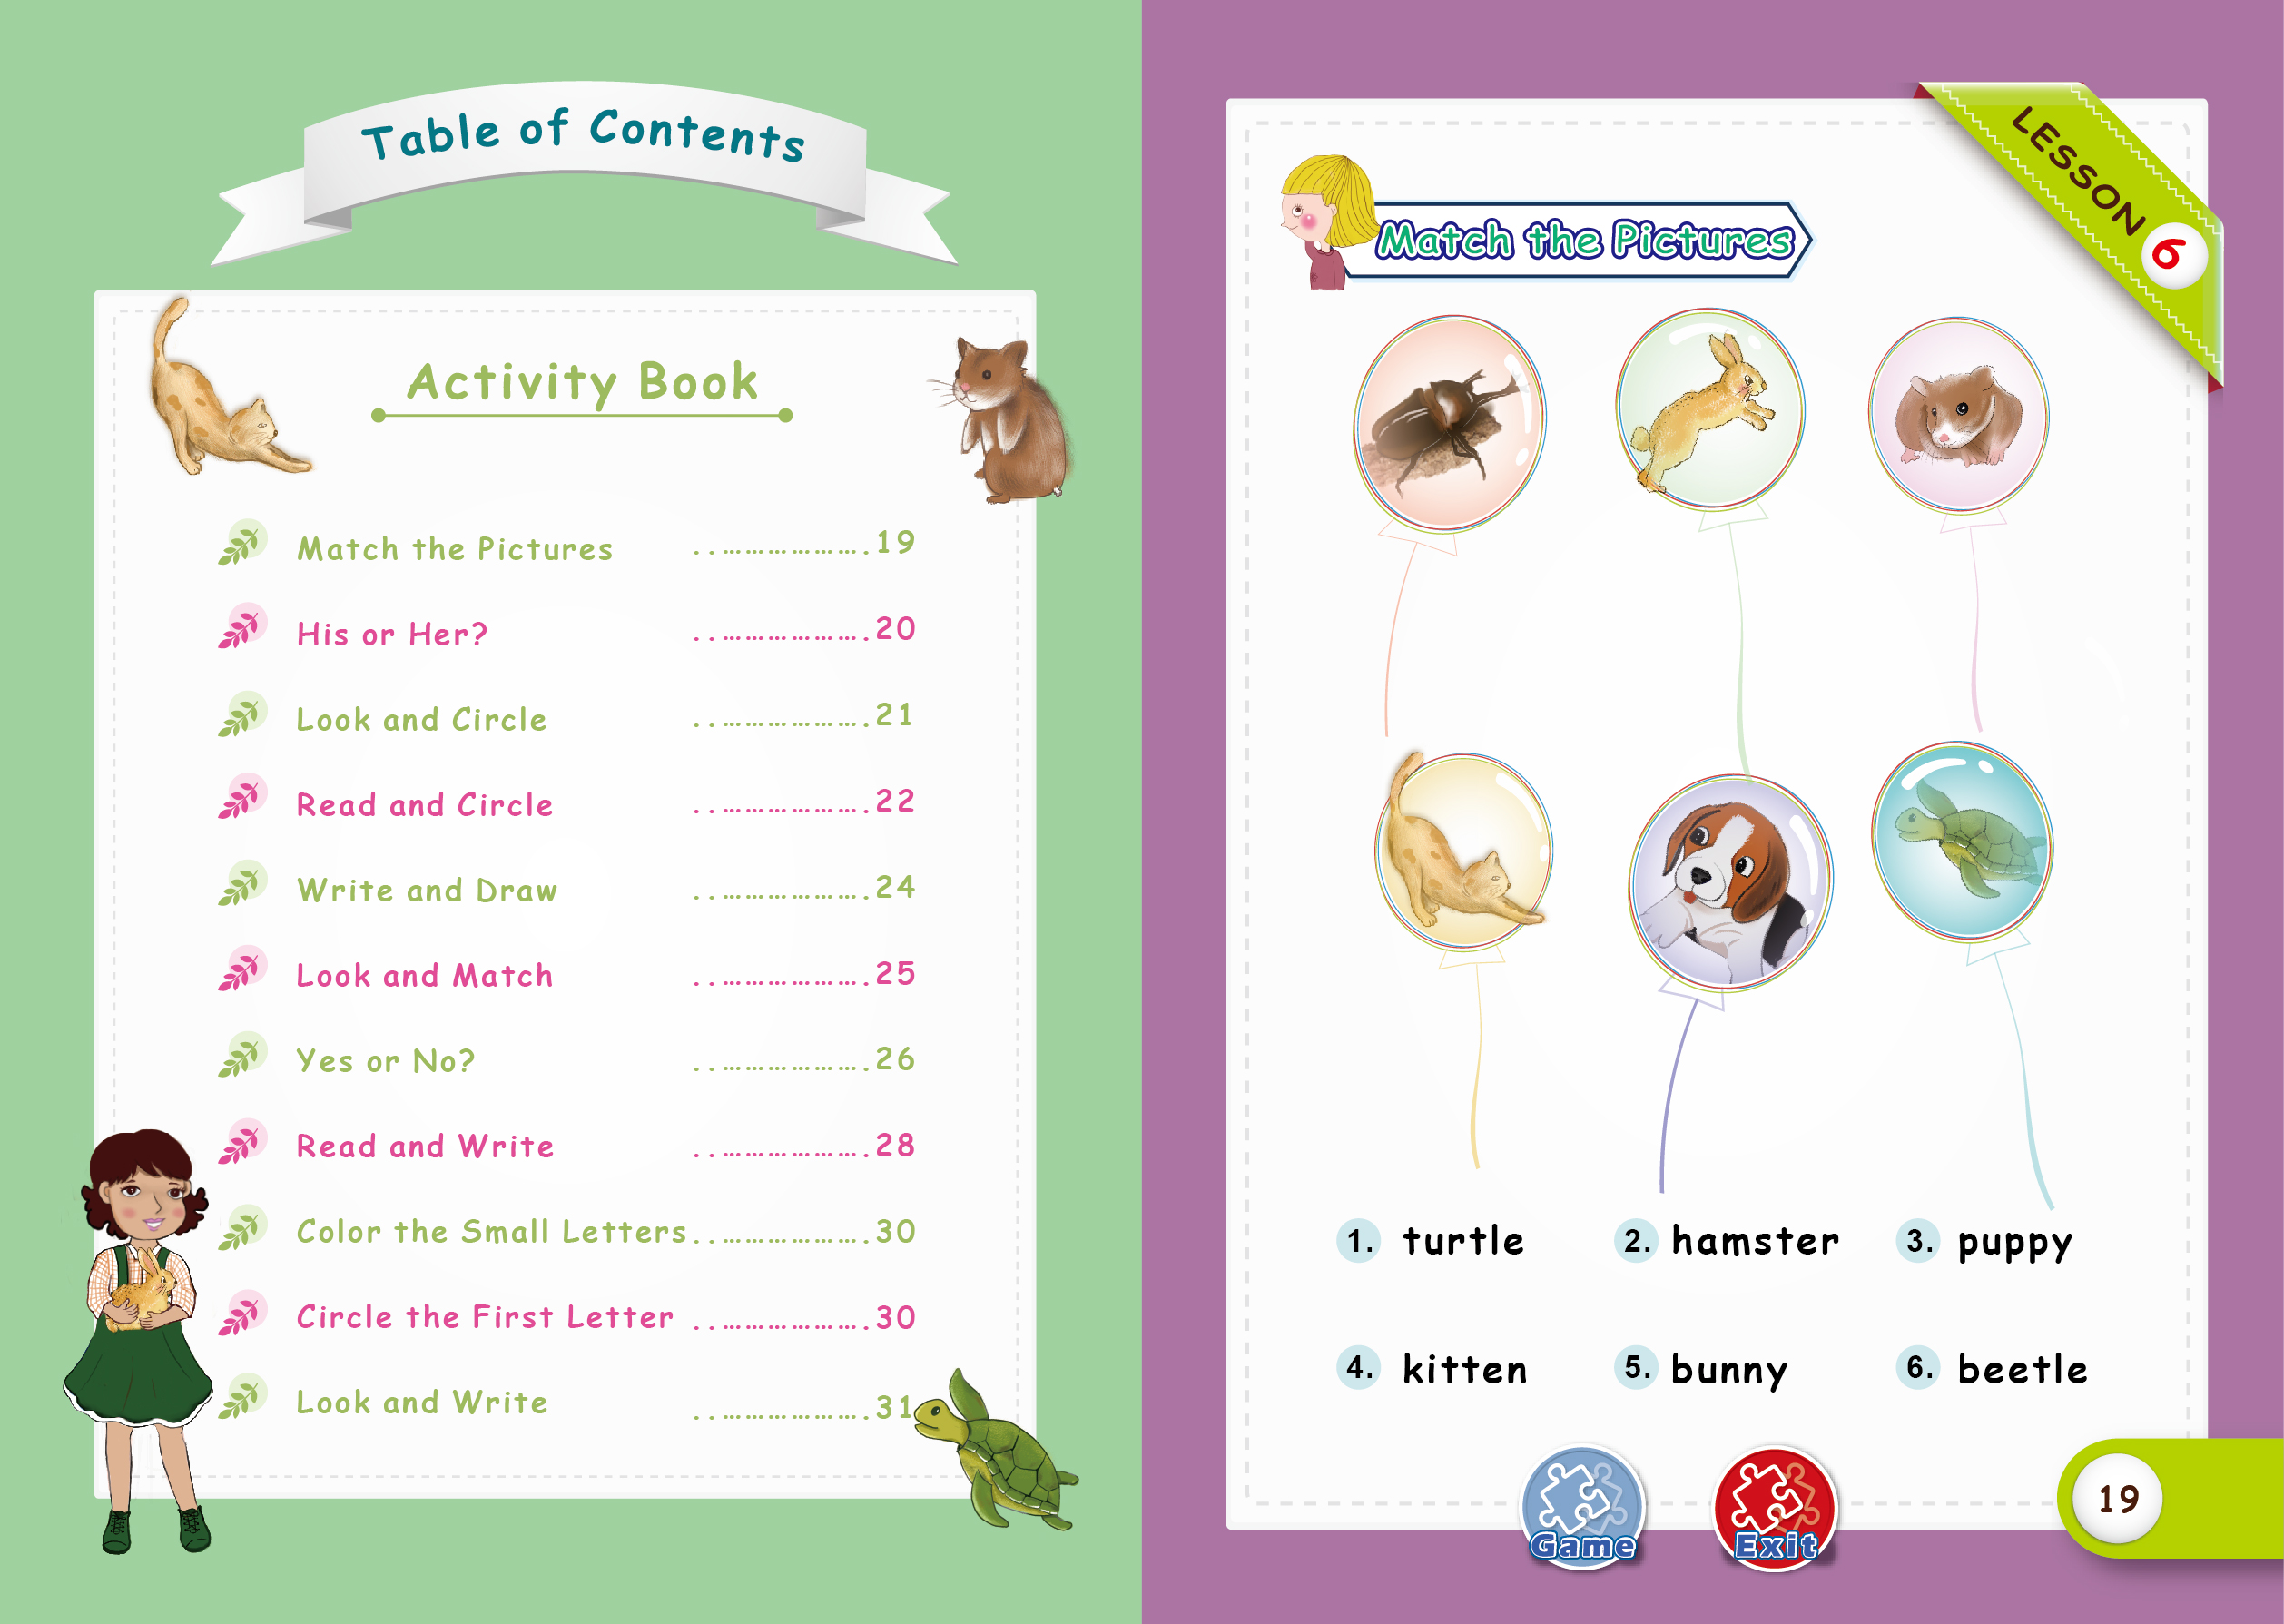 Table of Contents
Activity Book
Match the Pictures ..………………….19
His or Her? ..………………….20
Look and Circle ..………………….21
Read and Circle ..………………….22
Write and Draw ..………………….24
Look and Match ..………………….25
Yes or No? ..………………….26
Read and Write ..………………….28
Color the Small Letters ..………………….30
Circle the First Letter ..………………….30
Look and Write ..………………….31
LESSON 6
Match the Pictures
1. turtle 2. hamster 3. puppy
4. kitten 5. bunny 6. beetle
Game Exit
19